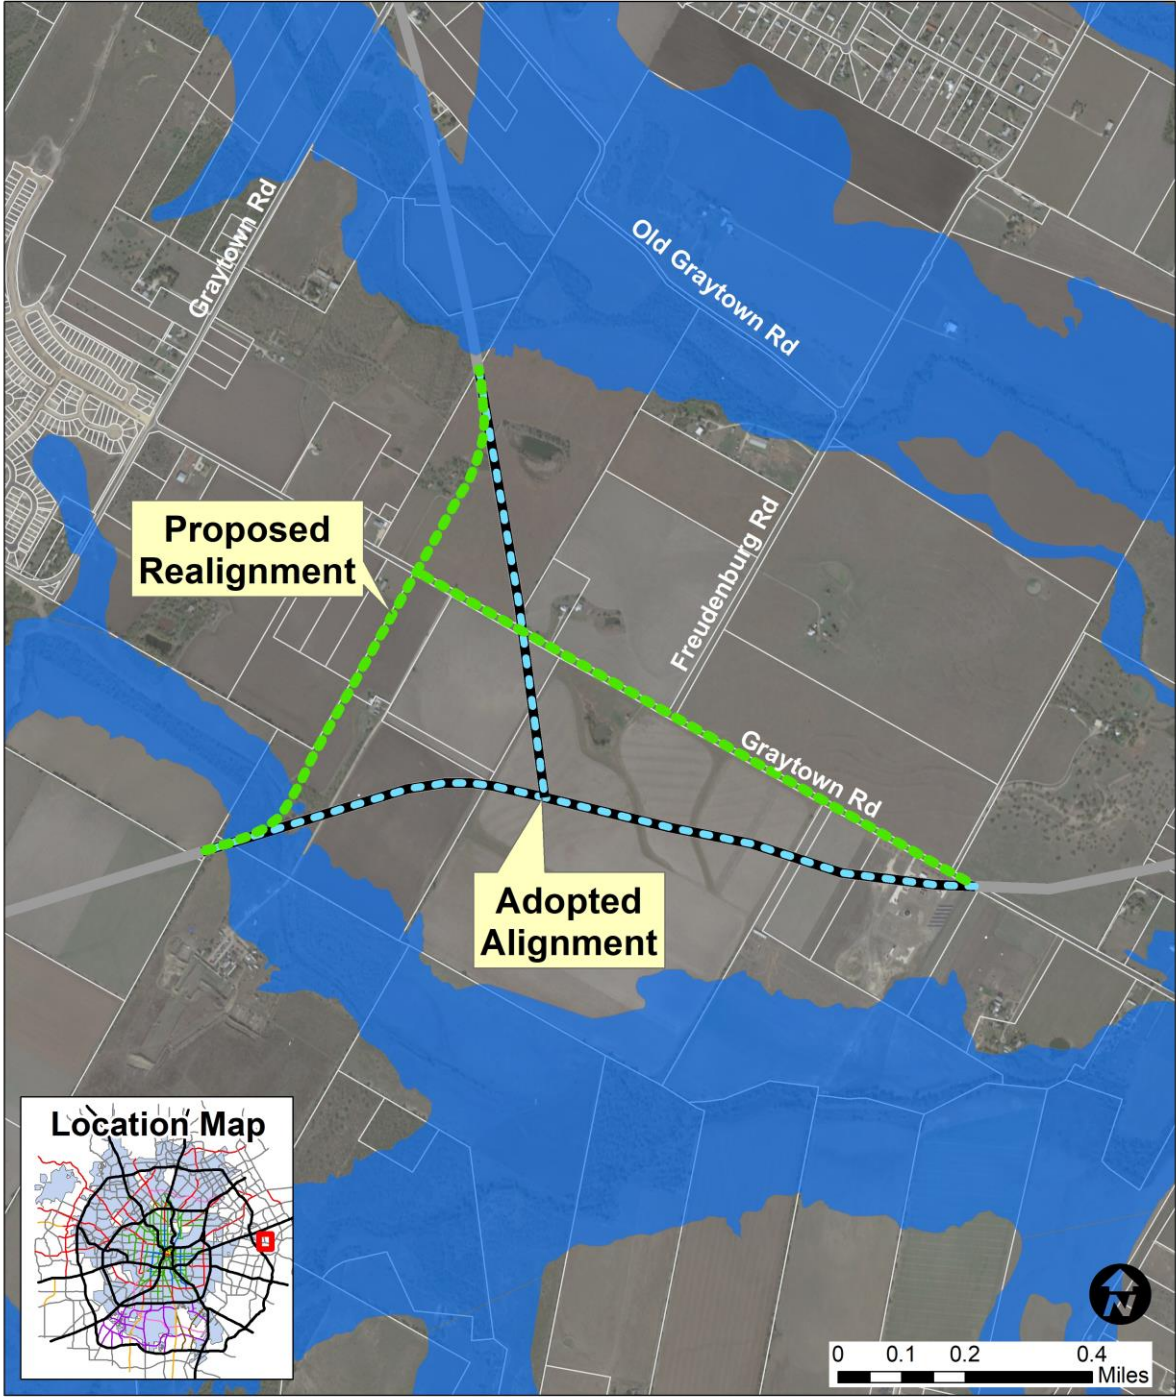 Graytown Rd
Old Graytown Rd
Proposed
Realignment
Freudenburg Rd
Graytown Rd
Adopted
Alignment
Location Map
N
0 0.1 0.2 0.4
Miles